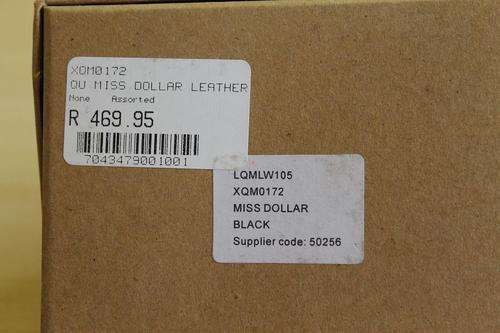 XQM0172
QU MISS DOLLAR LEATHER
None Assorted
R 469.95
7043479001001
LQMLW105
XQM0172
MISS DOLLAR
BLACK
Supplier code: 50256